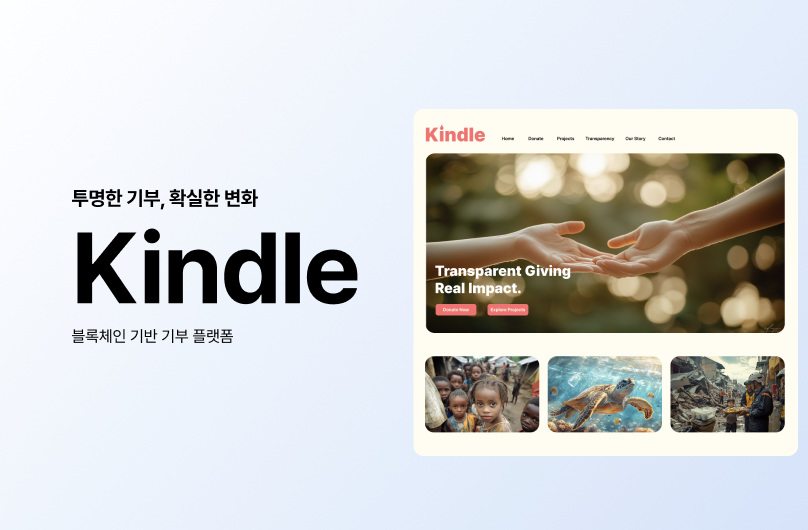 투명한 기부, 확실한 변화
Kindle
블록체인 기반 기부 플랫폼
Kindle
Home Donate Projects Transparency Our Story Contact
Transparent Giving
Real Impact.
Donate Now Explore Projects